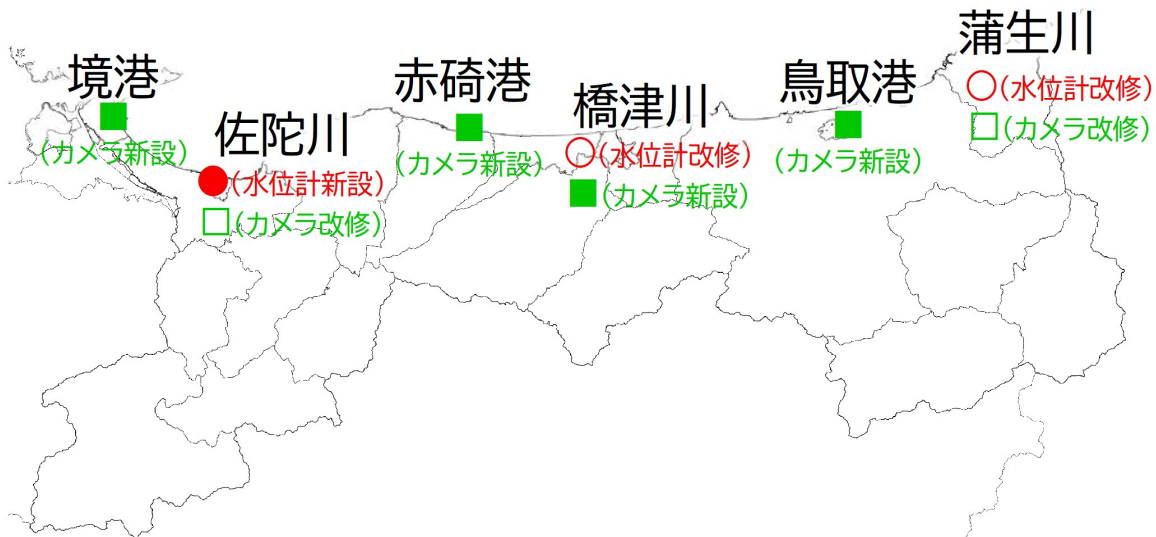 境港
(カメラ新設)
佐陀川
(水位計新設)
(カメラ改修)
赤碕港
(カメラ新設)
橋津川
(水位計改修)
(カメラ新設)
鳥取港
(カメラ新設)
蒲生川
(水位計改修)
(カメラ改修)